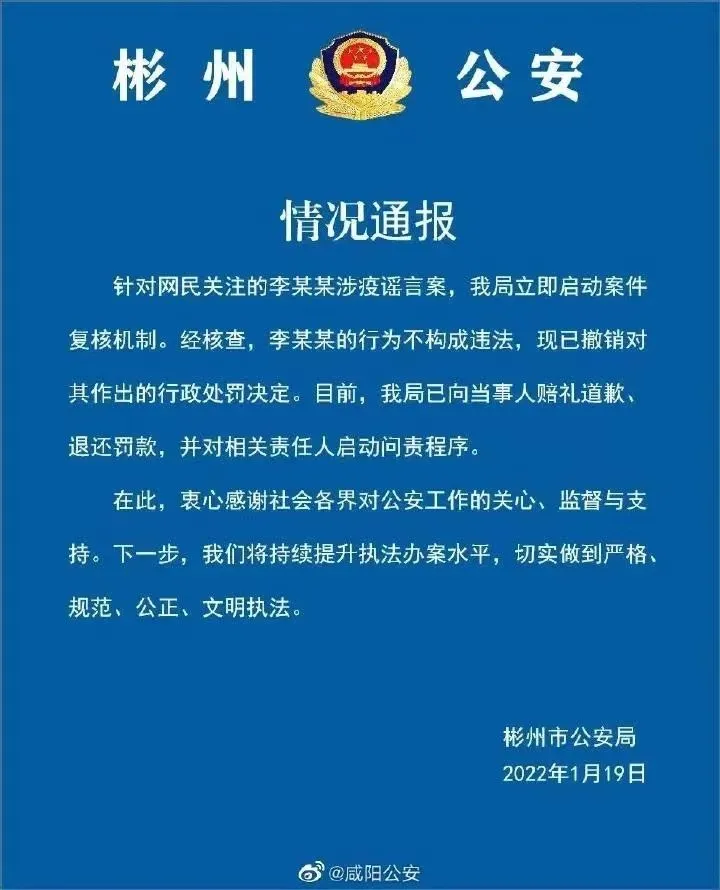 彬州 公安
情况通报
针对网民关注的李某某涉疫谣言案，我局立即启动案件
复核机制。经核查，李某某的行为不构成违法，现已撤销对
其作出的行政处罚决定。目前，我局已向当事人赔礼道歉、
退还罚款，并对相关责任人启动问责程序。
在此，衷心感谢社会各界对公安工作的关心、监督与支
持。下一步，我们将持续提升执法办案水平，切实做到严格、
规范、公正、文明执法。
彬州市公安局
2022年1月19日
@咸阳公安